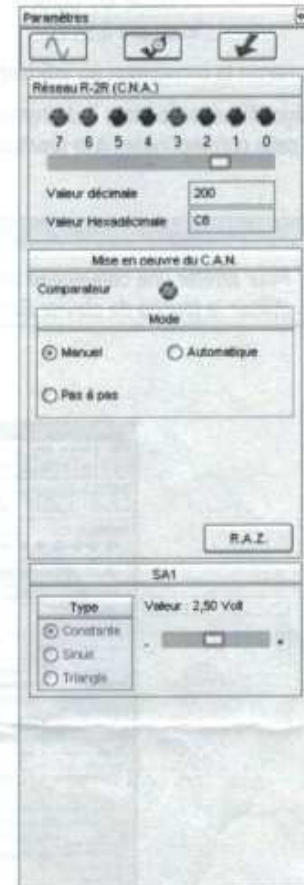 Paramètres
Réseau R-2R (C.N.A.)
7 6 5 4 3 2 1 0
Valeur décimale 200
Valeur Hexadécimale C8
Mise en oeuvre du C.A.N.
Comparateur
Mode
Manuel Automatique
Pas à pas
R.A.Z.
SA1
Type Valeur : 2,50 Volt
Constante - +
Sinus
Triangle